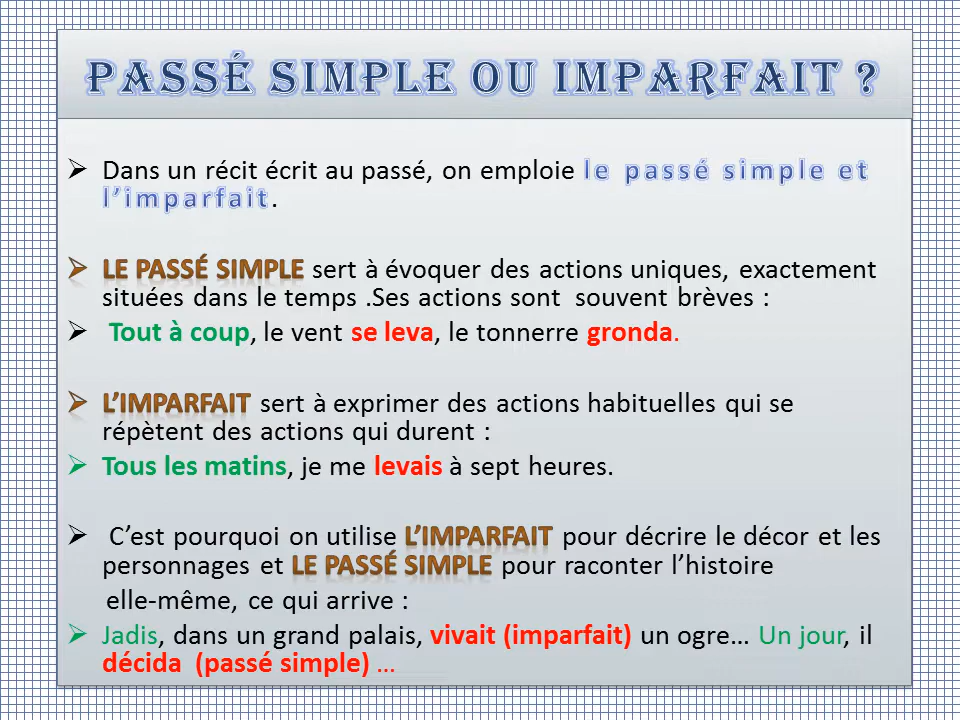 PASSÉ SIMPLE OU IMPARFAIT ?
➢ Dans un récit écrit au passé, on emploie le passé simple et
l’imparfait.
➢ LE PASSÉ SIMPLE sert à évoquer des actions uniques, exactement
situées dans le temps .Ses actions sont  souvent brèves :
➢ Tout à coup, le vent se leva, le tonnerre gronda.
➢ L’IMPARFAIT sert à exprimer des actions habituelles qui se
répètent des actions qui durent :
➢ Tous les matins, je me levais à sept heures.
➢ C’est pourquoi on utilise L’IMPARFAIT pour décrire le décor et les
personnages et LE PASSÉ SIMPLE pour raconter l’histoire
elle-même, ce qui arrive :
➢ Jadis, dans un grand palais, vivait (imparfait) un ogre… Un jour, il
décida  (passé simple) …